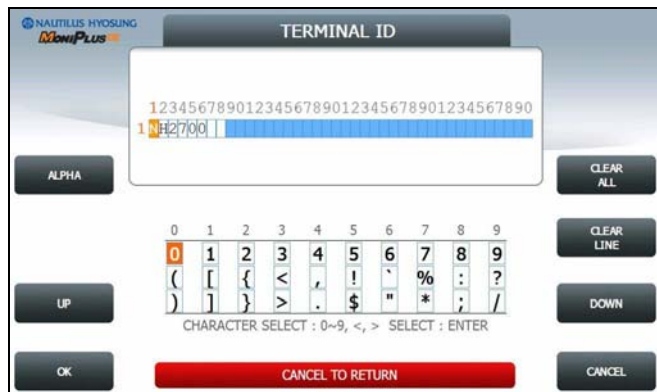 NAUTILUS HYOSUNG
MoniPlus
TERMINAL ID
1234567890123456789012345678901234567890
1 NH2700
ALPHA
CLEAR ALL
0 1 2 3 4 5 6 7 8 9
0 1 2 3 4 5 6 7 8 9
( [ { < , ! ` % : ?
) ] } > . $ " * ; /
CLEAR LINE
UP
DOWN
CHARACTER SELECT : 0~9, <, > SELECT : ENTER
OK
CANCEL TO RETURN
CANCEL